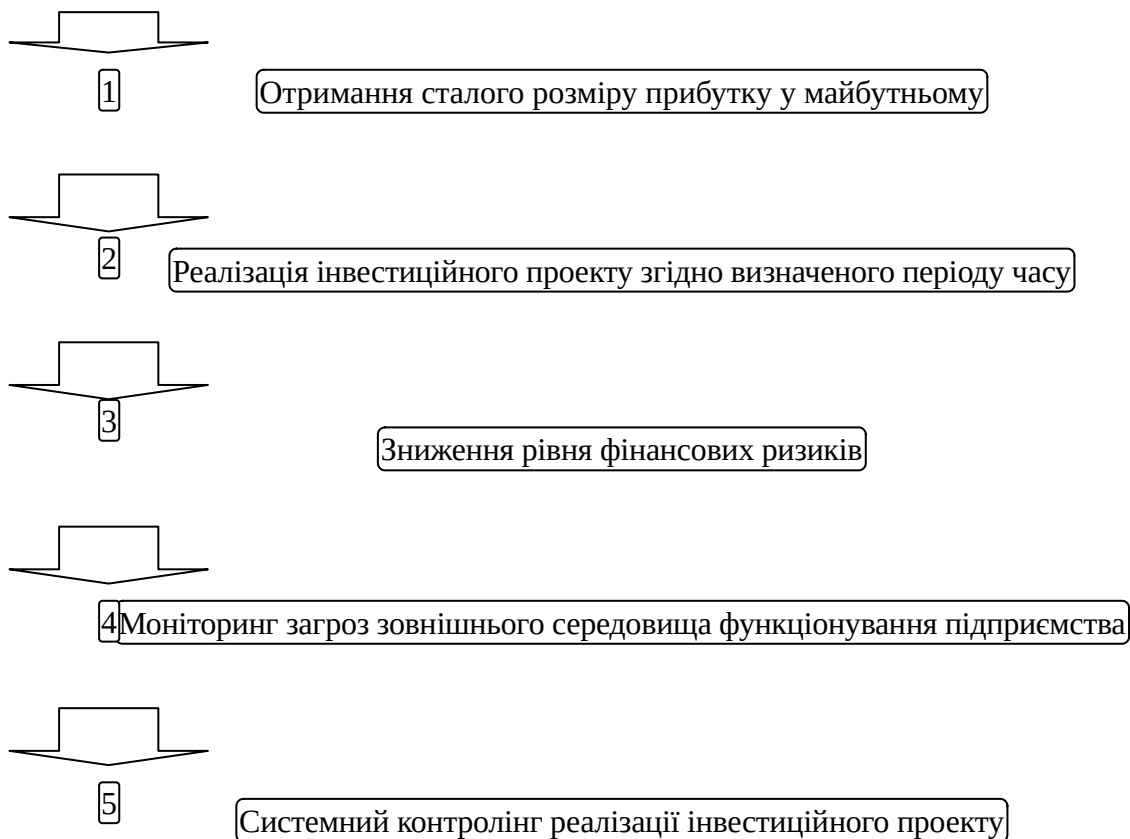 1
Отримання сталого розміру прибутку у майбутньому
2
Реалізація інвестиційного проекту згідно визначеного періоду часу
3
Зниження рівня фінансових ризиків
4
Моніторинг загроз зовнішнього середовища функціонування підприємства
5
Системний контролінг реалізації інвестиційного проекту